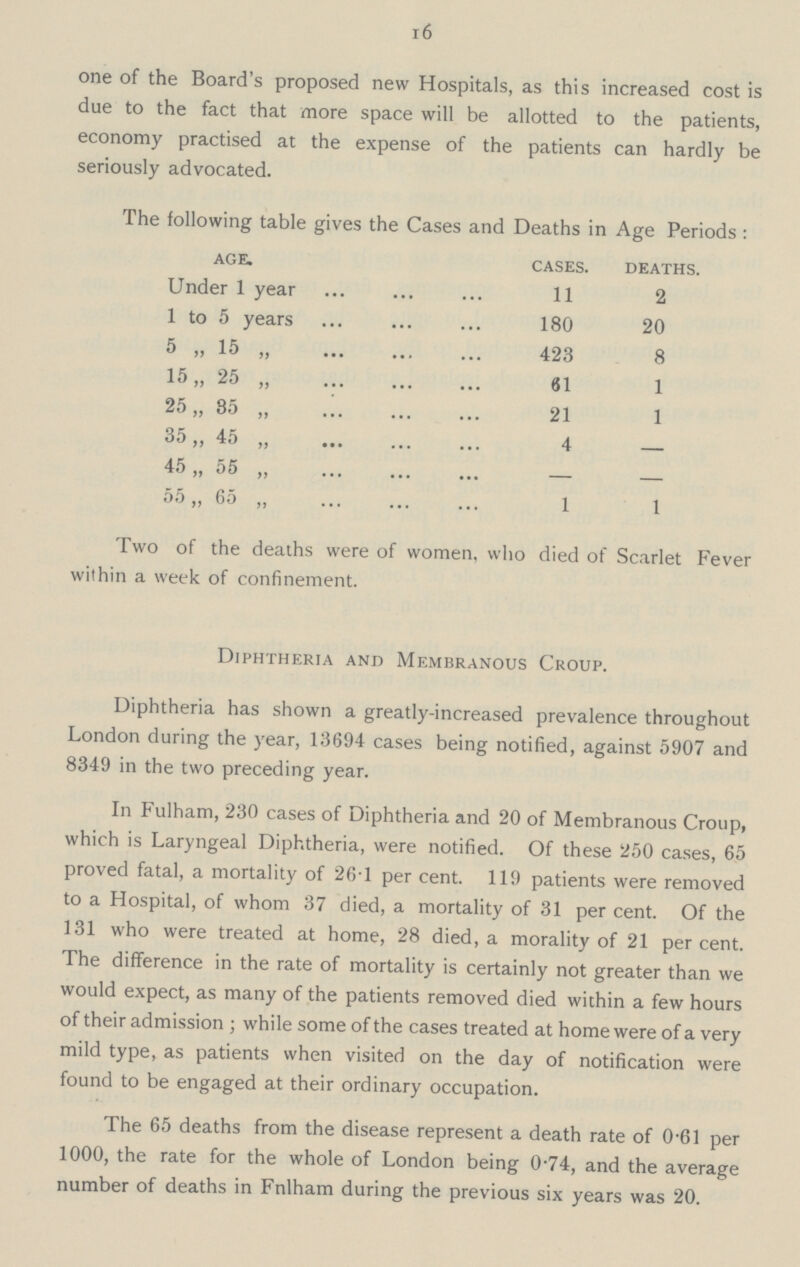 16
one of the Board's proposed new Hospitals, as this increased cost is
due to the fact that more space will be allotted to the patients,
economy practised at the expense of the patients can hardly be
seriously advocated.
The following table gives the Cases and Deaths in Age Periods :
AGE. CASES. DEATHS.
Under 1 year ... ... ... 11 2
1 to 5 years ... ... ... 180 20
5 „ 15 „ ... ... ... 423 8
15 „ 25 „ ... ... ... 61 1
25 „ 35 „ ... ... ... 21 1
35 „ 45 „ ... ... ... 4 —
45 „ 55 „ ... ... ... — —
55 „ 65 „ ... ... ... 1 1
Two of the deaths were of women, who died of Scarlet Fever
within a week of confinement.
DIPHTHERIA AND MEMBRANOUS CROUP.
Diphtheria has shown a greatly-increased prevalence throughout
London during the year, 13694 cases being notified, against 5907 and
8349 in the two preceding year.
In Fulham, 230 cases of Diphtheria and 20 of Membranous Croup,
which is Laryngeal Diphtheria, were notified. Of these 250 cases, 65
proved fatal, a mortality of 26·1 per cent. 119 patients were removed
to a Hospital, of whom 37 died, a mortality of 31 per cent. Of the
131 who were treated at home, 28 died, a morality of 21 per cent.
The difference in the rate of mortality is certainly not greater than we
would expect, as many of the patients removed died within a few hours
of their admission ; while some of the cases treated at home were of a very
mild type, as patients when visited on the day of notification were
found to be engaged at their ordinary occupation.
The 65 deaths from the disease represent a death rate of 0·61 per
1000, the rate for the whole of London being 0·74, and the average
number of deaths in Fnlham during the previous six years was 20.